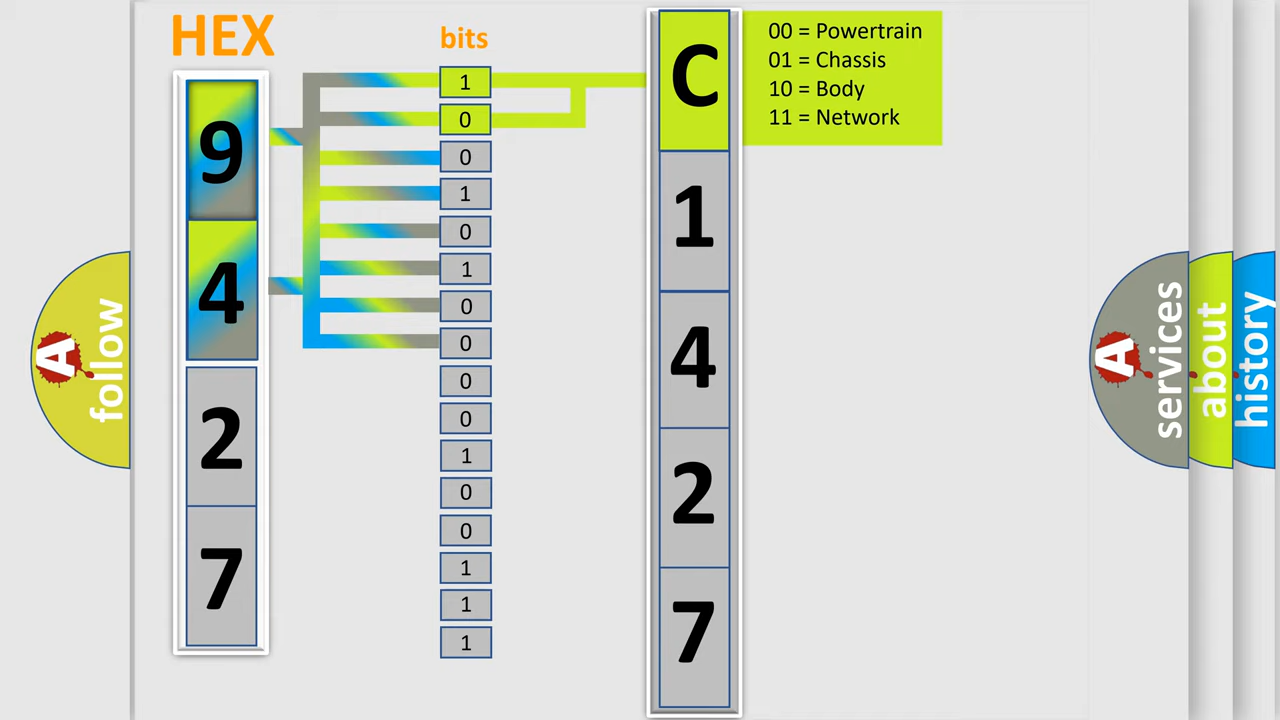 HEX
bits
9
4
2
7
1
0
0
1
0
1
0
0
0
0
1
0
0
1
1
1
C
1
4
2
7
00 = Powertrain
01 = Chassis
10 = Body
11 = Network
A
follow
A
services
about
history